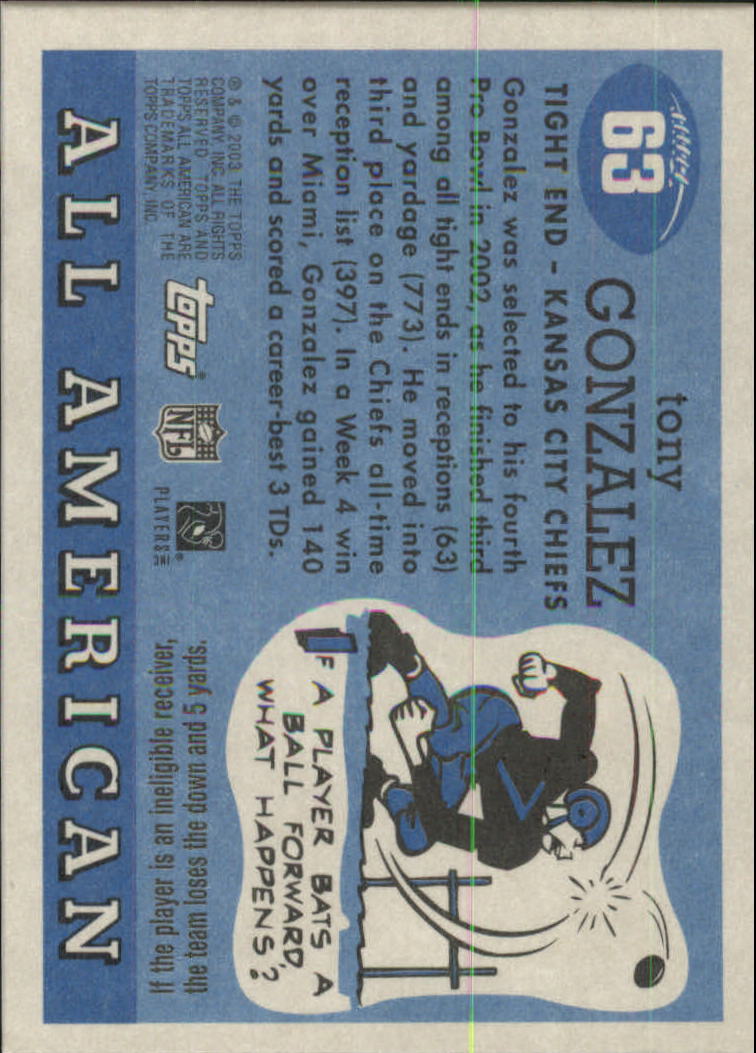 63
tony
GONZALEZ
TIGHT END – KANSAS CITY CHIEFS
Gonzalez was selected to his fourth
Pro Bowl in 2002, as he finished third
among all tight ends in receptions (63)
and yardage (773). He moved into
third place on the Chiefs all-time
reception list (397). In a Week 4 win
over Miami, Gonzalez gained 140
yards and scored a career-best 3 TDs.
® & © 2003 THE TOPPS
COMPANY, INC. ALL RIGHTS
RESERVED. TOPPS AND
TOPPS ALL AMERICAN ARE
TRADEMARKS OF THE
TOPPS COMPANY, INC.
topps®
NFL
PLAYERS INC
IF A PLAYER BATS A
BALL FORWARD,
WHAT HAPPENS?
If the player is an ineligible receiver,
the team loses the down and 5 yards.
ALL AMERICAN